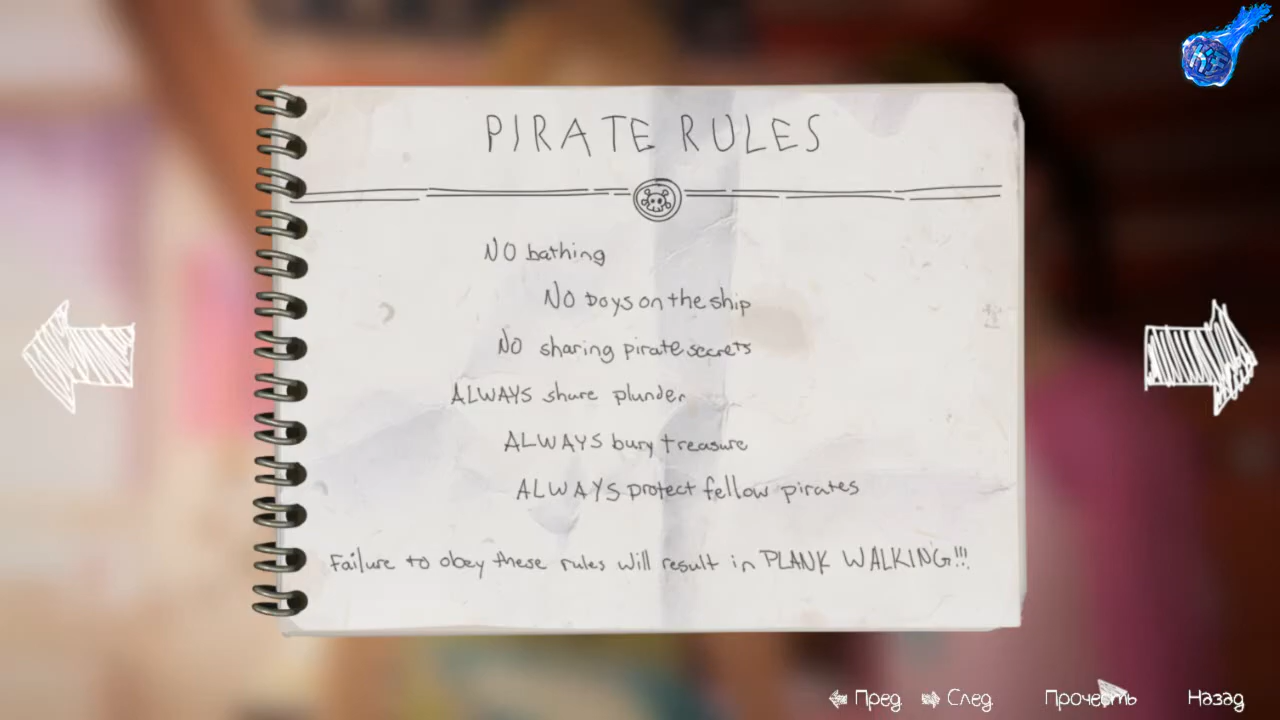 PIRATE RULES
NO bathing
NO boys on the ship
NO sharing pirate secrets
ALWAYS share plunder
ALWAYS bury treasure
ALWAYS protect fellow pirates
Failure to obey these rules will result in PLANK WALKING!!!
Пред. След. Прочесть Назад